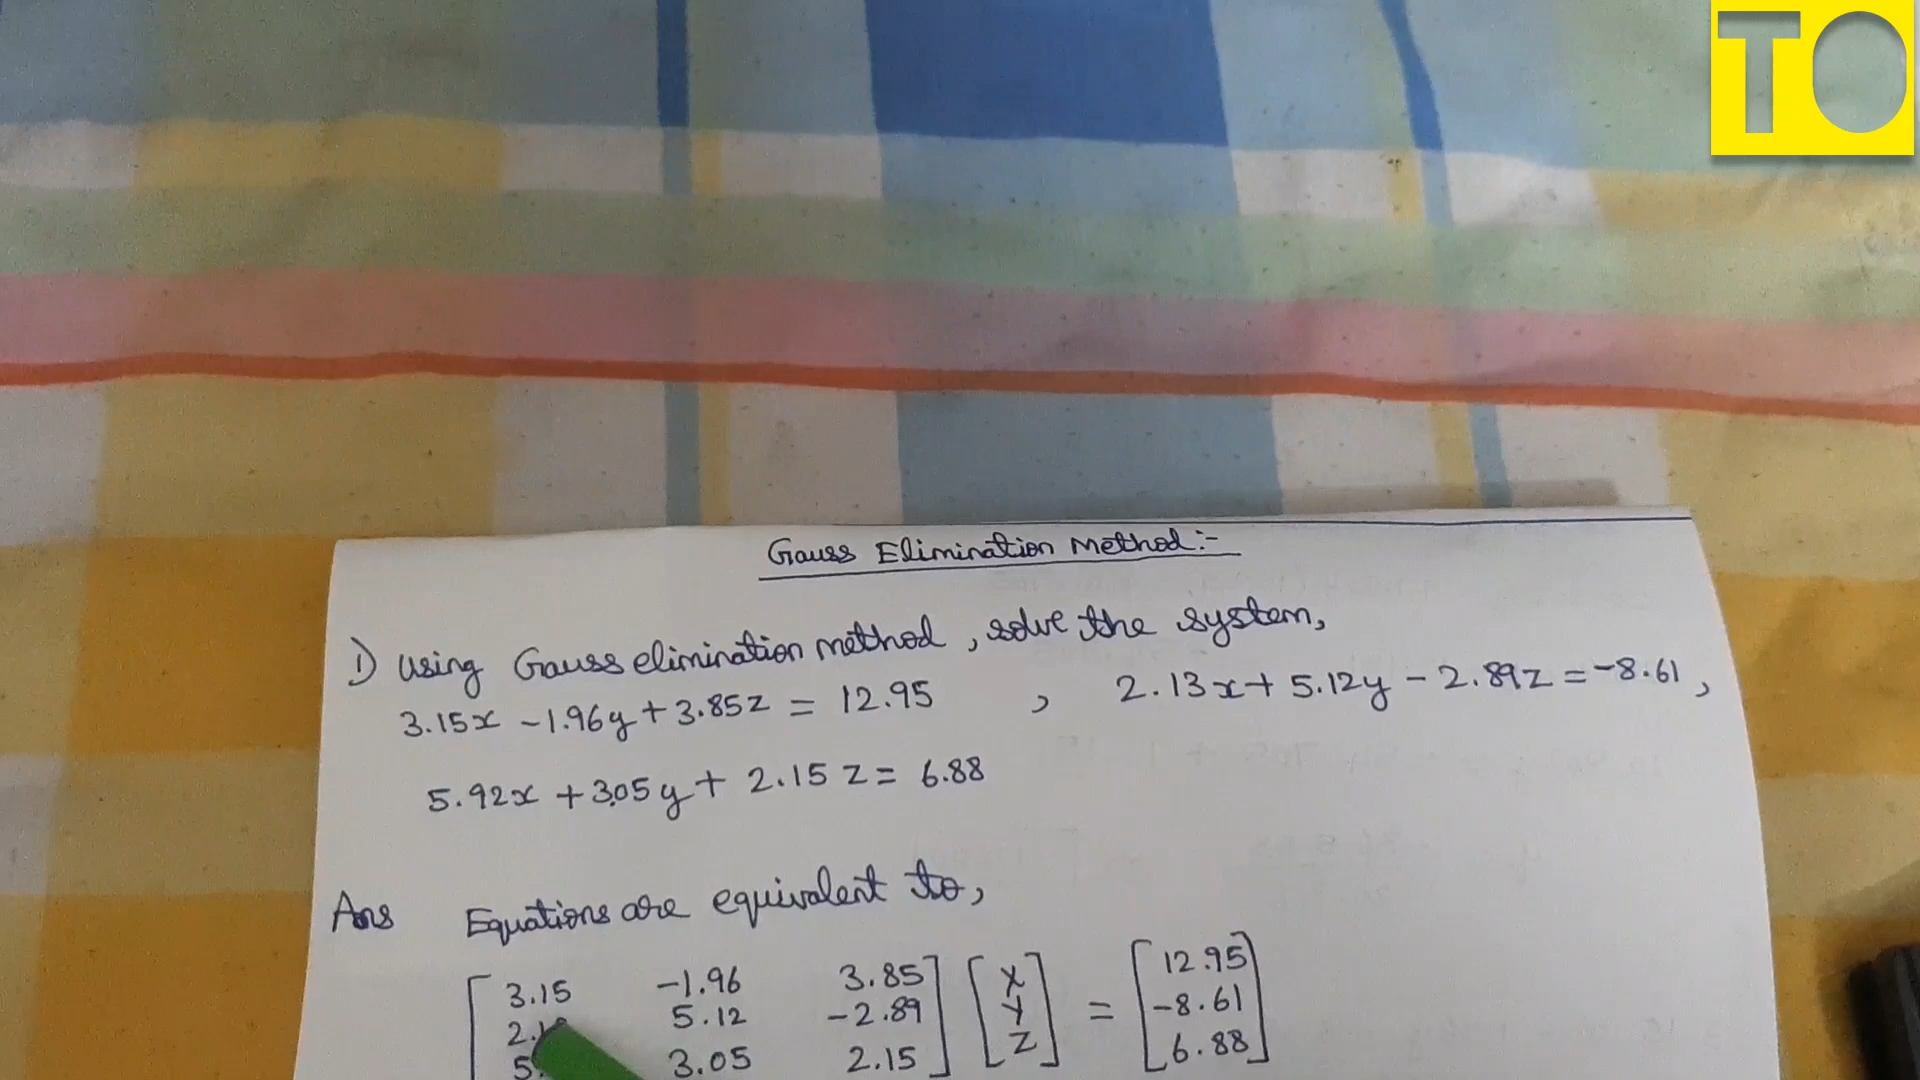 TO
Gauss Elimination Method:-
1) using Gauss elimination method, solve the system,
3.15x -1.96y + 3.85z = 12.95 , 2.13x + 5.12y - 2.89z = -8.61,
5.92x + 3.05y + 2.15z = 6.88
Ans Equations are equivalent to,
[ 3.15 -1.96 3.85 ] [ x ] = [ 12.95 ]
2.1 5.12 -2.89 y -8.61
5. 3.05 2.15 z 6.88